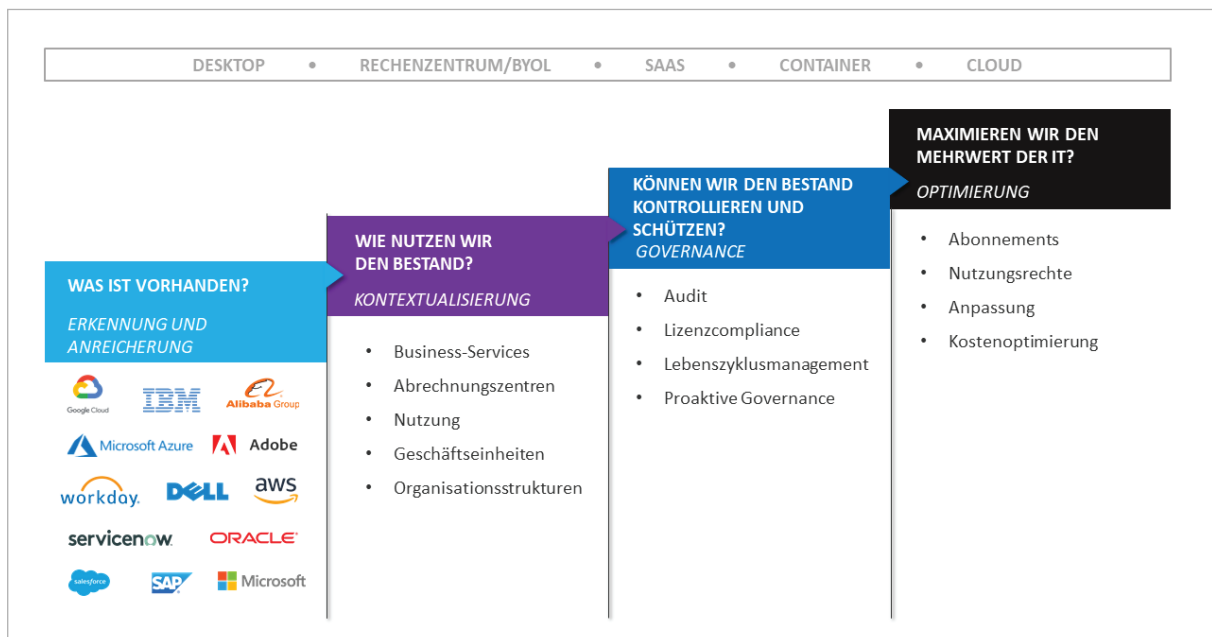 DESKTOP • RECHENZENTRUM/BYOL • SAAS • CONTAINER • CLOUD
WAS IST VORHANDEN?
ERKENNUNG UND
ANREICHERUNG
Google Cloud
IBM
Alibaba Group
Microsoft Azure
Adobe
workday.
DELL
aws
servicenow.
ORACLE
salesforce
SAP
Microsoft
WIE NUTZEN WIR
DEN BESTAND?
KONTEXTUALISIERUNG
• Business-Services
• Abrechnungszentren
• Nutzung
• Geschäftseinheiten
• Organisationsstrukturen
KÖNNEN WIR DEN BESTAND
KONTROLLIEREN UND
SCHÜTZEN?
GOVERNANCE
• Audit
• Lizenzcompliance
• Lebenszyklusmanagement
• Proaktive Governance
MAXIMIEREN WIR DEN
MEHRWERT DER IT?
OPTIMIERUNG
• Abonnements
• Nutzungsrechte
• Anpassung
• Kostenoptimierung